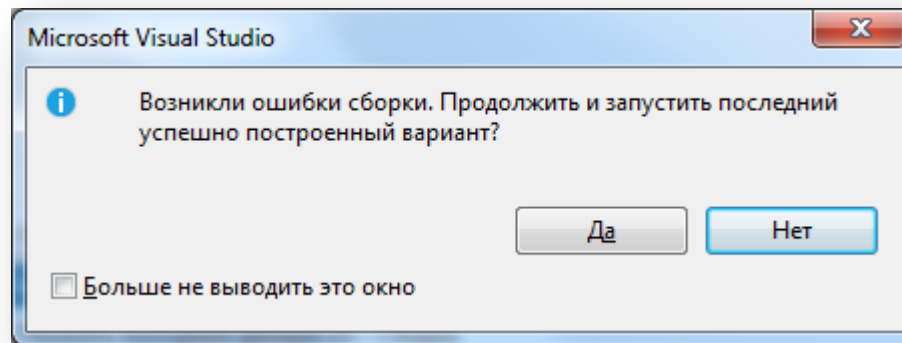 Microsoft Visual Studio
Возникли ошибки сборки. Продолжить и запустить последний
успешно построенный вариант?
Да
Нет
Больше не выводить это окно